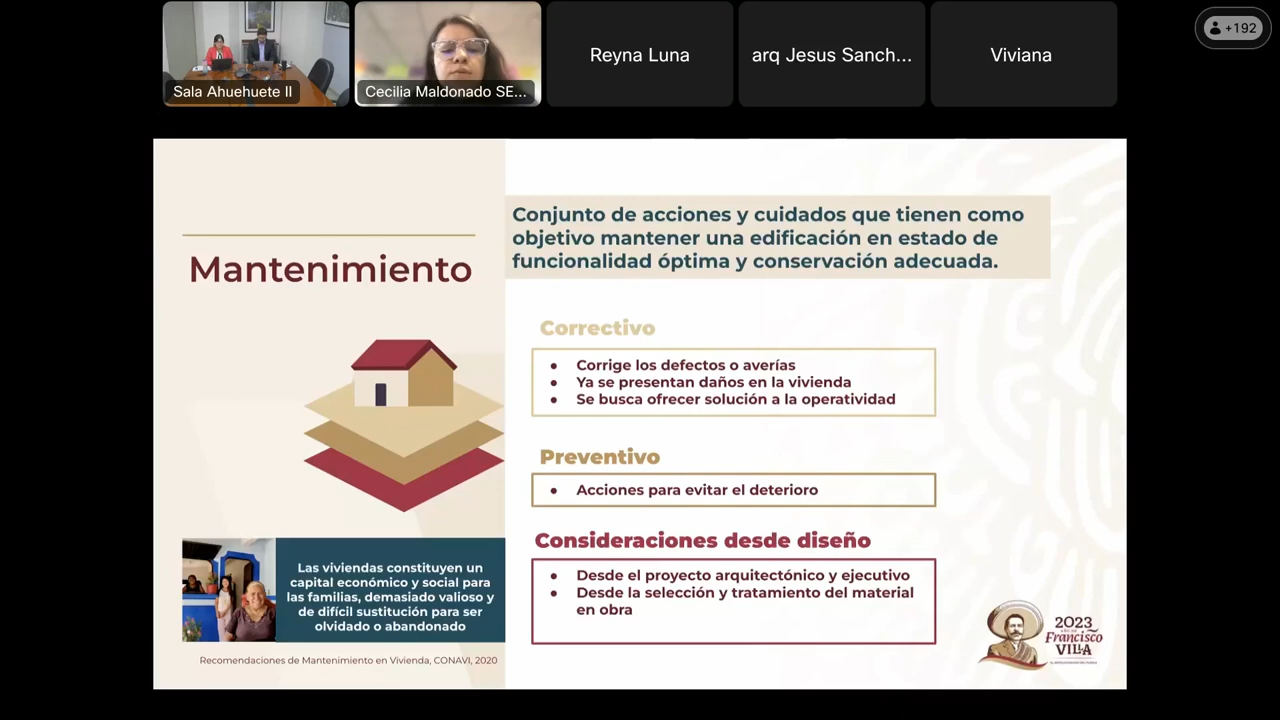 Sala Ahuehuete II
Cecilia Maldonado SE...
Reyna Luna
arq Jesus Sanch...
Viviana
+192
Mantenimiento
Conjunto de acciones y cuidados que tienen como
objetivo mantener una edificación en estado de
funcionalidad óptima y conservación adecuada.
Correctivo
• Corrige los defectos o averías
• Ya se presentan daños en la vivienda
• Se busca ofrecer solución a la operatividad
Preventivo
• Acciones para evitar el deterioro
Consideraciones desde diseño
• Desde el proyecto arquitectónico y ejecutivo
• Desde la selección y tratamiento del material
en obra
Las viviendas constituyen un
capital económico y social para
las familias, demasiado valioso y
de difícil sustitución para ser
olvidado o abandonado
Recomendaciones de Mantenimiento en Vivienda, CONAVI, 2020
2023
Francisco
VILLA